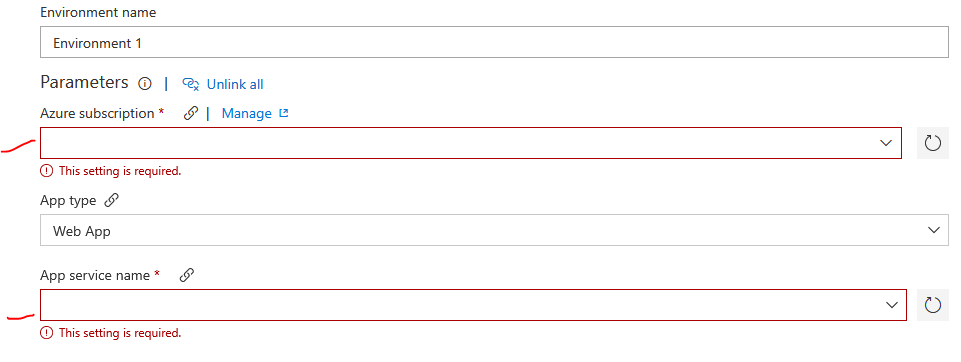 Environment name
Environment 1
Parameters | Unlink all
Azure subscription * | Manage
This setting is required.
App type
Web App
App service name *
This setting is required.